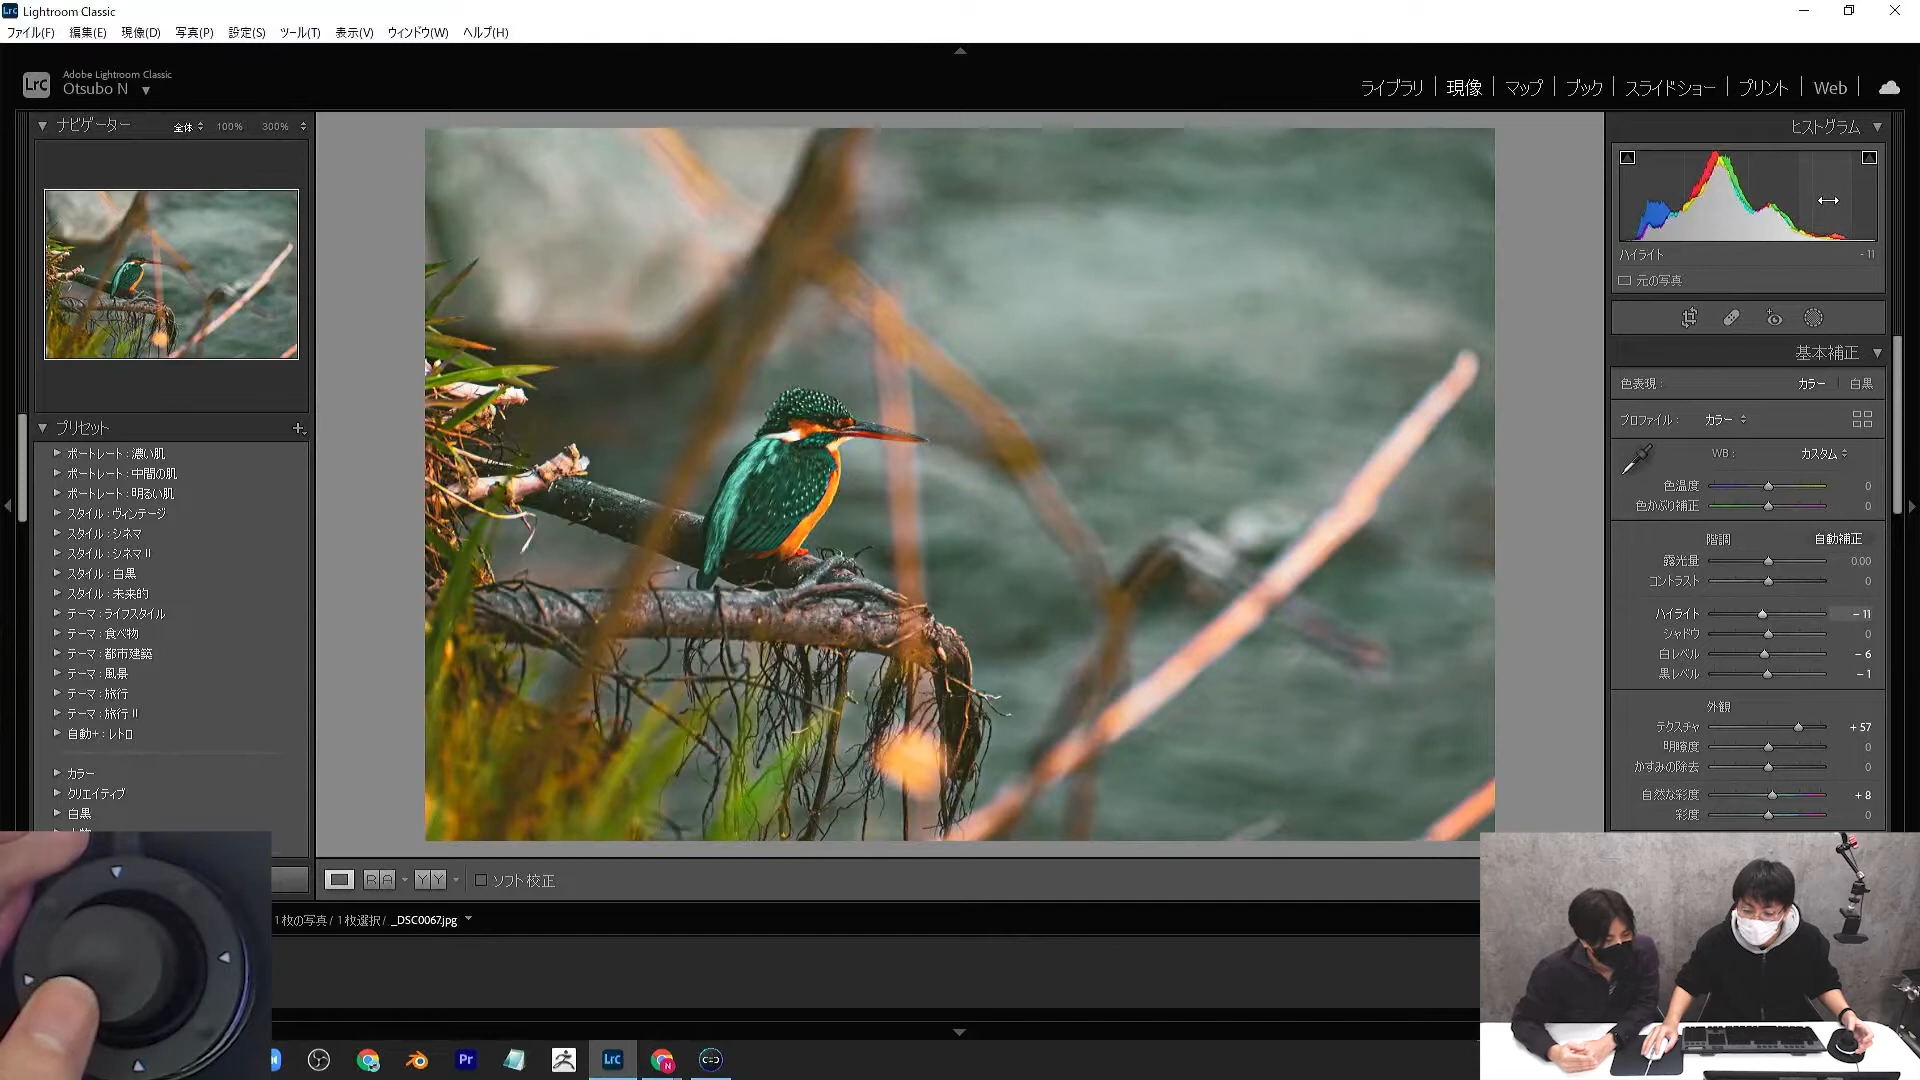 Lrc Lightroom Classic
ファイル(F) 編集(E) 現像(D) 写真(P) 設定(S) ツール(T) 表示(V) ウィンドウ(W) ヘルプ(H)
LrC
Adobe Lightroom Classic
Otsubo N
ライブラリ 現像 マップ ブック スライドショー プリント Web
ナビゲーター 全体 100% 300%
プリセット
ポートレート : 濃い肌
ポートレート : 中間の肌
ポートレート : 明るい肌
スタイル : ヴィンテージ
スタイル : シネマ
スタイル : シネマ II
スタイル : 白黒
スタイル : 未来的
テーマ : ライフスタイル
テーマ : 食べ物
テーマ : 都市建築
テーマ : 風景
テーマ : 旅行
テーマ : 旅行 II
自動+ : レトロ
カラー
クリエイティブ
白黒
ヒストグラム
ハイライト - 11
元の写真
基本補正
色表現 : カラー 白黒
プロファイル : カラー
WB : カスタム
色温度 0
色かぶり補正 0
階調 自動補正
露光量 0.00
コントラスト 0
ハイライト - 11
シャドウ 0
白レベル - 6
黒レベル - 1
外観
テクスチャ + 57
明瞭度 0
かすみの除去 0
自然な彩度 + 8
彩度 0
RA YY ソフト校正
1 枚の写真 / 1 枚選択 / _DSC0067.jpg
Pr Lrc N